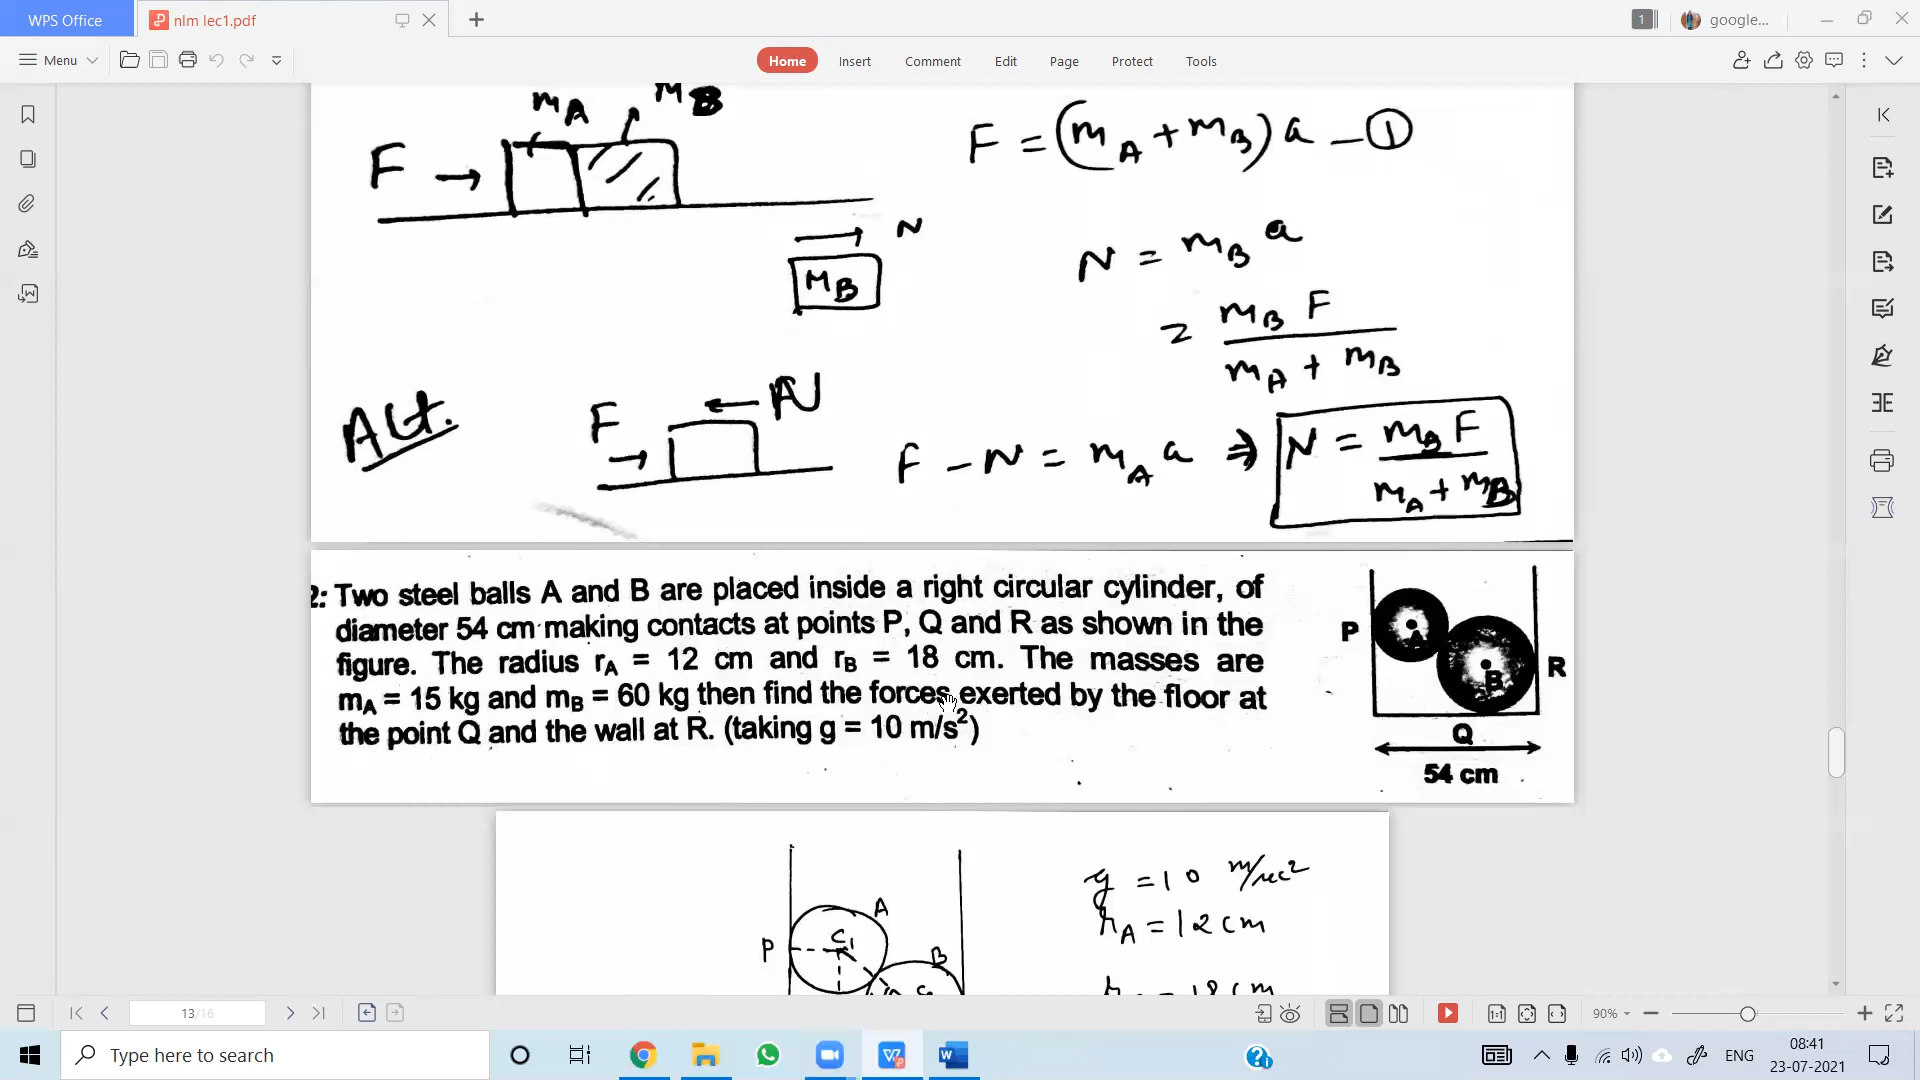 WPS Office
nlm lec1.pdf
1
google...
Menu
Home
Insert
Comment
Edit
Page
Protect
Tools
mA
MB
F
F = (mA + mB) a - ①
N
MB
N = mB a
= mB F
mA + mB
Alt.
F
N
F - N = mA a ⇒ N = mB F
mA + mB
2: Two steel balls A and B are placed inside a right circular cylinder, of
diameter 54 cm making contacts at points P, Q and R as shown in the
figure. The radius rA = 12 cm and rB = 18 cm. The masses are
mA = 15 kg and mB = 60 kg then find the forces exerted by the floor at
the point Q and the wall at R. (taking g = 10 m/s²)
P
A
B
R
Q
54 cm
g = 10 m/sec²
rA = 12 cm
A
P
C1
B
= 18 cm
13/16
90%
Type here to search
ENG
08:41
23-07-2021